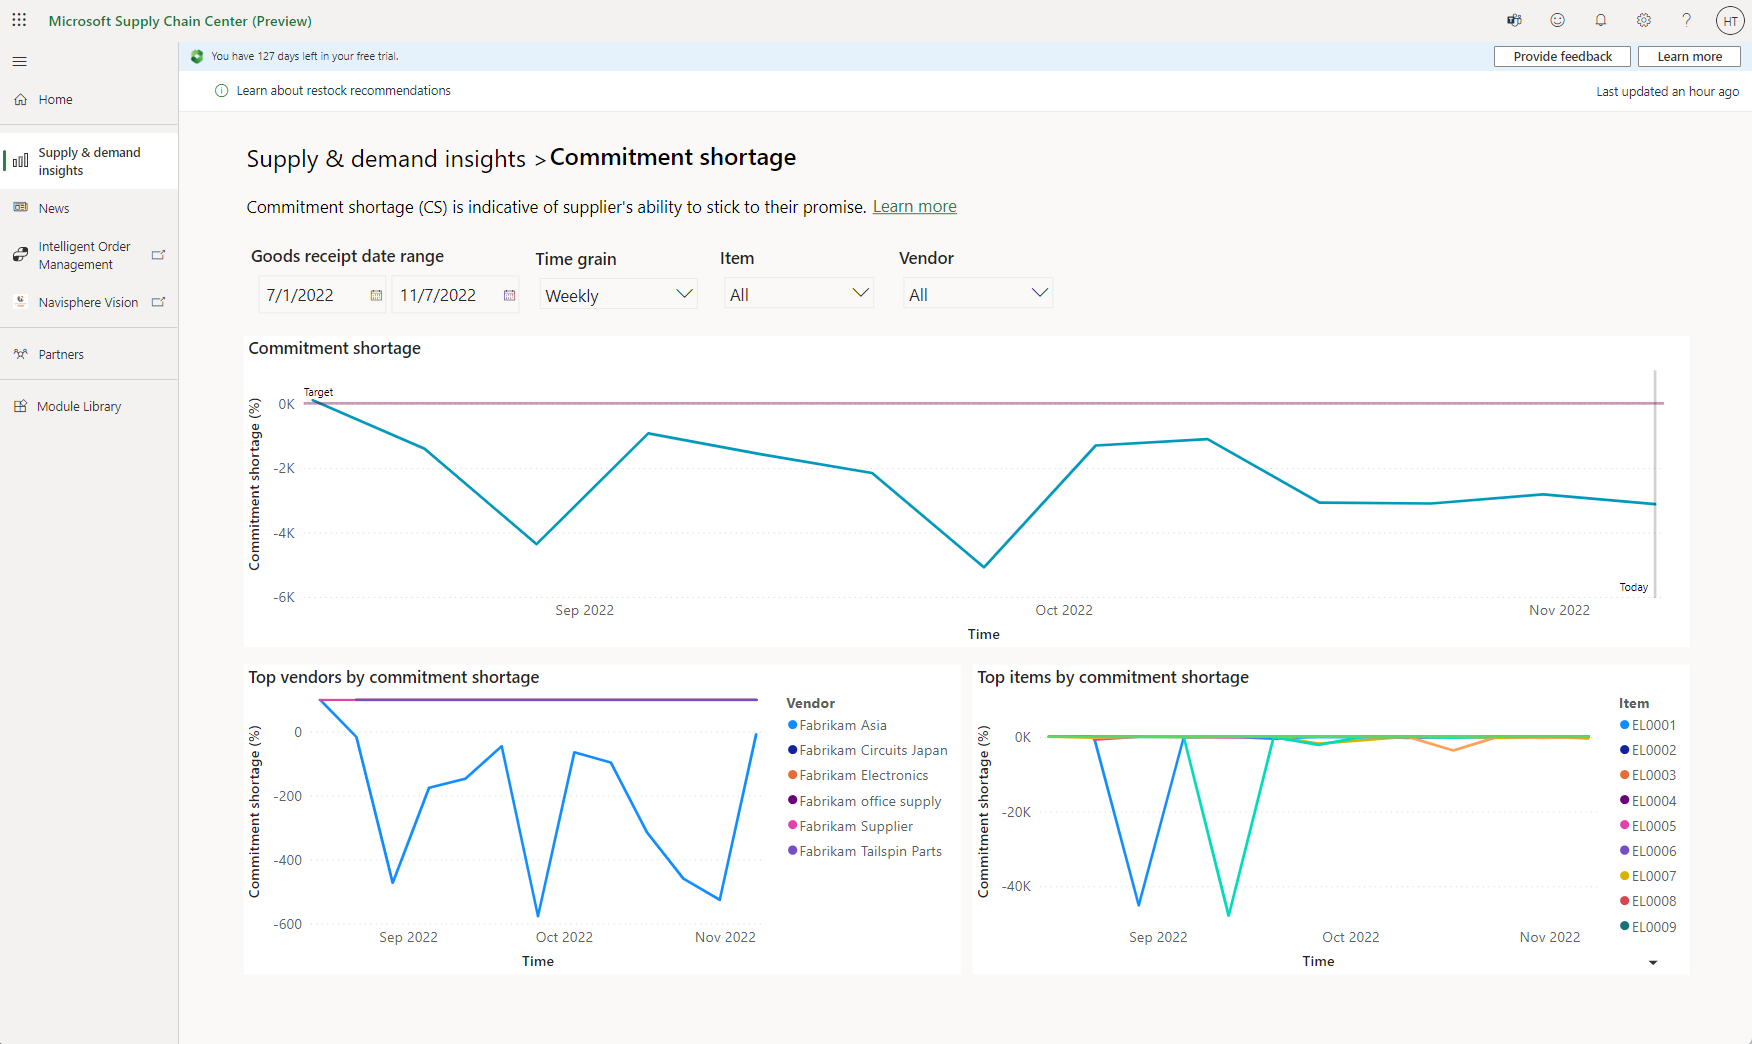 Microsoft Supply Chain Center (Preview)
HT
You have 127 days left in your free trial.
Provide feedback
Learn more
Learn about restock recommendations
Last updated an hour ago
Home
Supply & demand
insights
News
Intelligent Order
Management
Navisphere Vision
Partners
Module Library
Supply & demand insights > Commitment shortage
Commitment shortage (CS) is indicative of supplier's ability to stick to their promise. Learn more
Goods receipt date range
7/1/2022
11/7/2022
Time grain
Weekly
Item
All
Vendor
All
Commitment shortage
Commitment shortage (%)
Target
0K
-2K
-4K
-6K
Today
Sep 2022
Oct 2022
Nov 2022
Time
Top vendors by commitment shortage
Commitment shortage (%)
0
-200
-400
-600
Sep 2022
Oct 2022
Nov 2022
Time
Vendor
Fabrikam Asia
Fabrikam Circuits Japan
Fabrikam Electronics
Fabrikam office supply
Fabrikam Supplier
Fabrikam Tailspin Parts
Top items by commitment shortage
Commitment shortage (%)
0K
-20K
-40K
Sep 2022
Oct 2022
Nov 2022
Time
Item
EL0001
EL0002
EL0003
EL0004
EL0005
EL0006
EL0007
EL0008
EL0009